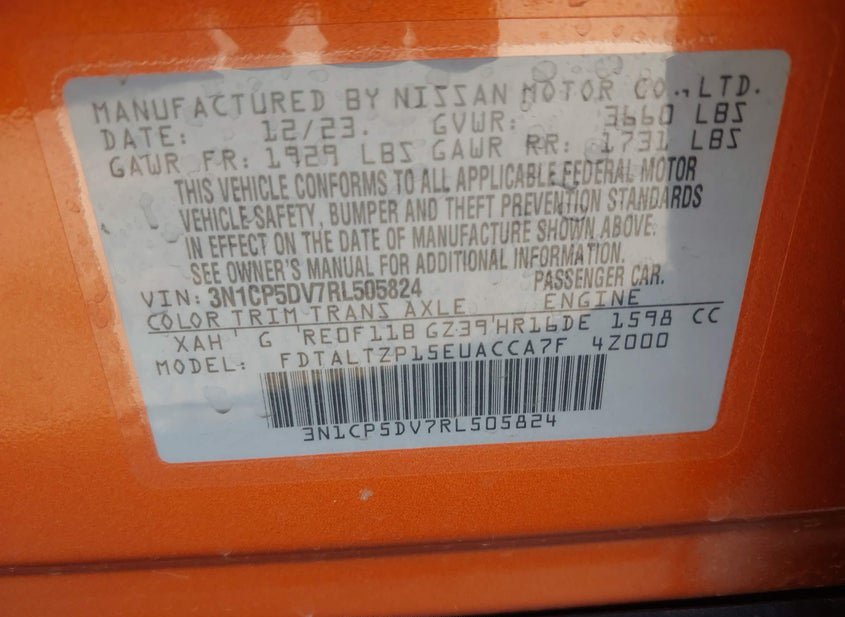 MANUFACTURED BY NISSAN MOTOR CO., LTD.
DATE: 12/23. GVWR: 3660 LBS
GAWR FR: 1929 LBS GAWR RR: 1731 LBS
THIS VEHICLE CONFORMS TO ALL APPLICABLE FEDERAL MOTOR
VEHICLE SAFETY, BUMPER AND THEFT PREVENTION STANDARDS
IN EFFECT ON THE DATE OF MANUFACTURE SHOWN ABOVE.
SEE OWNER'S MANUAL FOR ADDITIONAL INFORMATION.
VIN: 3N1CP5DV7RL505824 PASSENGER CAR.
COLOR TRIM TRANS AXLE ENGINE
XAH ' G ' RE0F11B GZ39 ' HR16DE 1598 CC
MODEL: FDTALTZP15EUACCA7F 4Z000
3N1CP5DV7RL505824